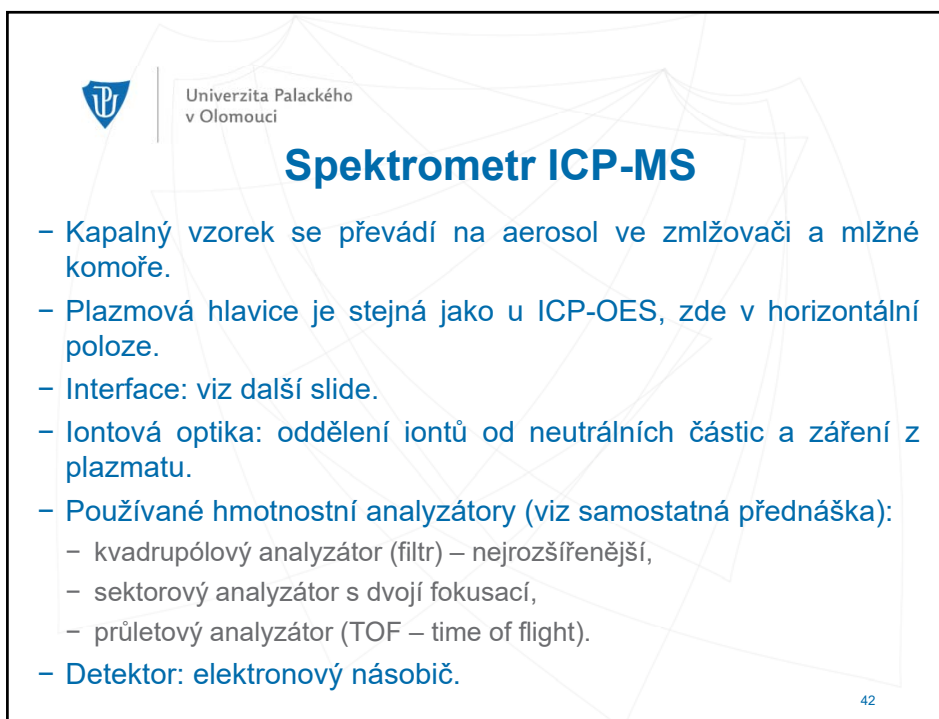 UP
Univerzita Palackého
v Olomouci
Spektrometr ICP-MS
− Kapalný vzorek se převádí na aerosol ve zmlžovači a mlžné
komoře.
− Plazmová hlavice je stejná jako u ICP-OES, zde v horizontální
poloze.
− Interface: viz další slide.
− Iontová optika: oddělení iontů od neutrálních částic a záření z
plazmatu.
− Používané hmotnostní analyzátory (viz samostatná přednáška):
− kvadrupólový analyzátor (filtr) – nejrozšířenější,
− sektorový analyzátor s dvojí fokusací,
− průletový analyzátor (TOF – time of flight).
− Detektor: elektronový násobič.
42